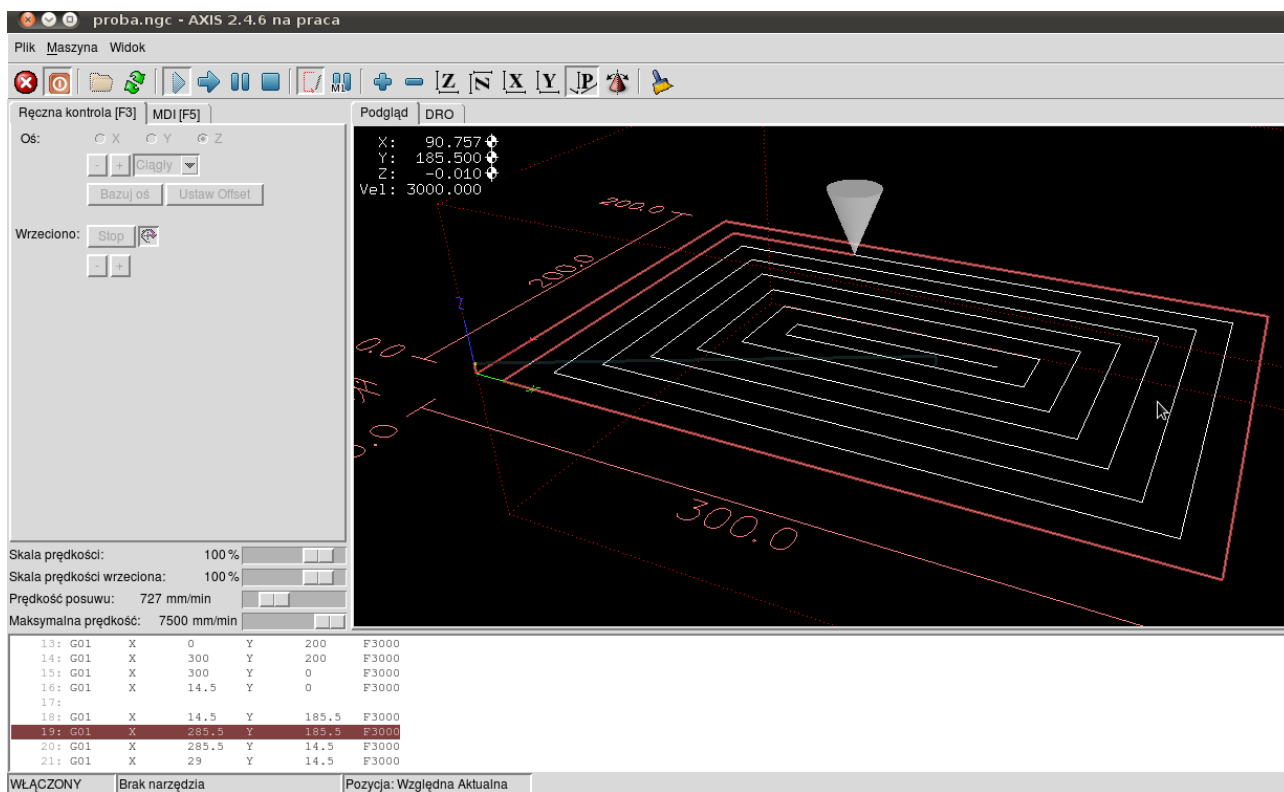 proba.ngc - AXIS 2.4.6 na praca
Plik Maszyna Widok
M1 Z N X Y P
Ręczna kontrola [F3] MDI [F5]
Podgląd DRO
Oś: X Y Z
- + Ciągły
Bazuj oś Ustaw Offset
Wrzeciono: Stop
- +
X: 90.757
Y: 185.500
Z: -0.010
Vel: 3000.000
200.0
200.0
300.0
Skala prędkości: 100 %
Skala prędkości wrzeciona: 100 %
Prędkość posuwu: 727 mm/min
Maksymalna prędkość: 7500 mm/min
13: G01 X 0 Y 200 F3000
14: G01 X 300 Y 200 F3000
15: G01 X 300 Y 0 F3000
16: G01 X 14.5 Y 0 F3000
17:
18: G01 X 14.5 Y 185.5 F3000
19: G01 X 285.5 Y 185.5 F3000
20: G01 X 285.5 Y 14.5 F3000
21: G01 X 29 Y 14.5 F3000
WŁĄCZONY Brak narzędzia Pozycja: Względna Aktualna